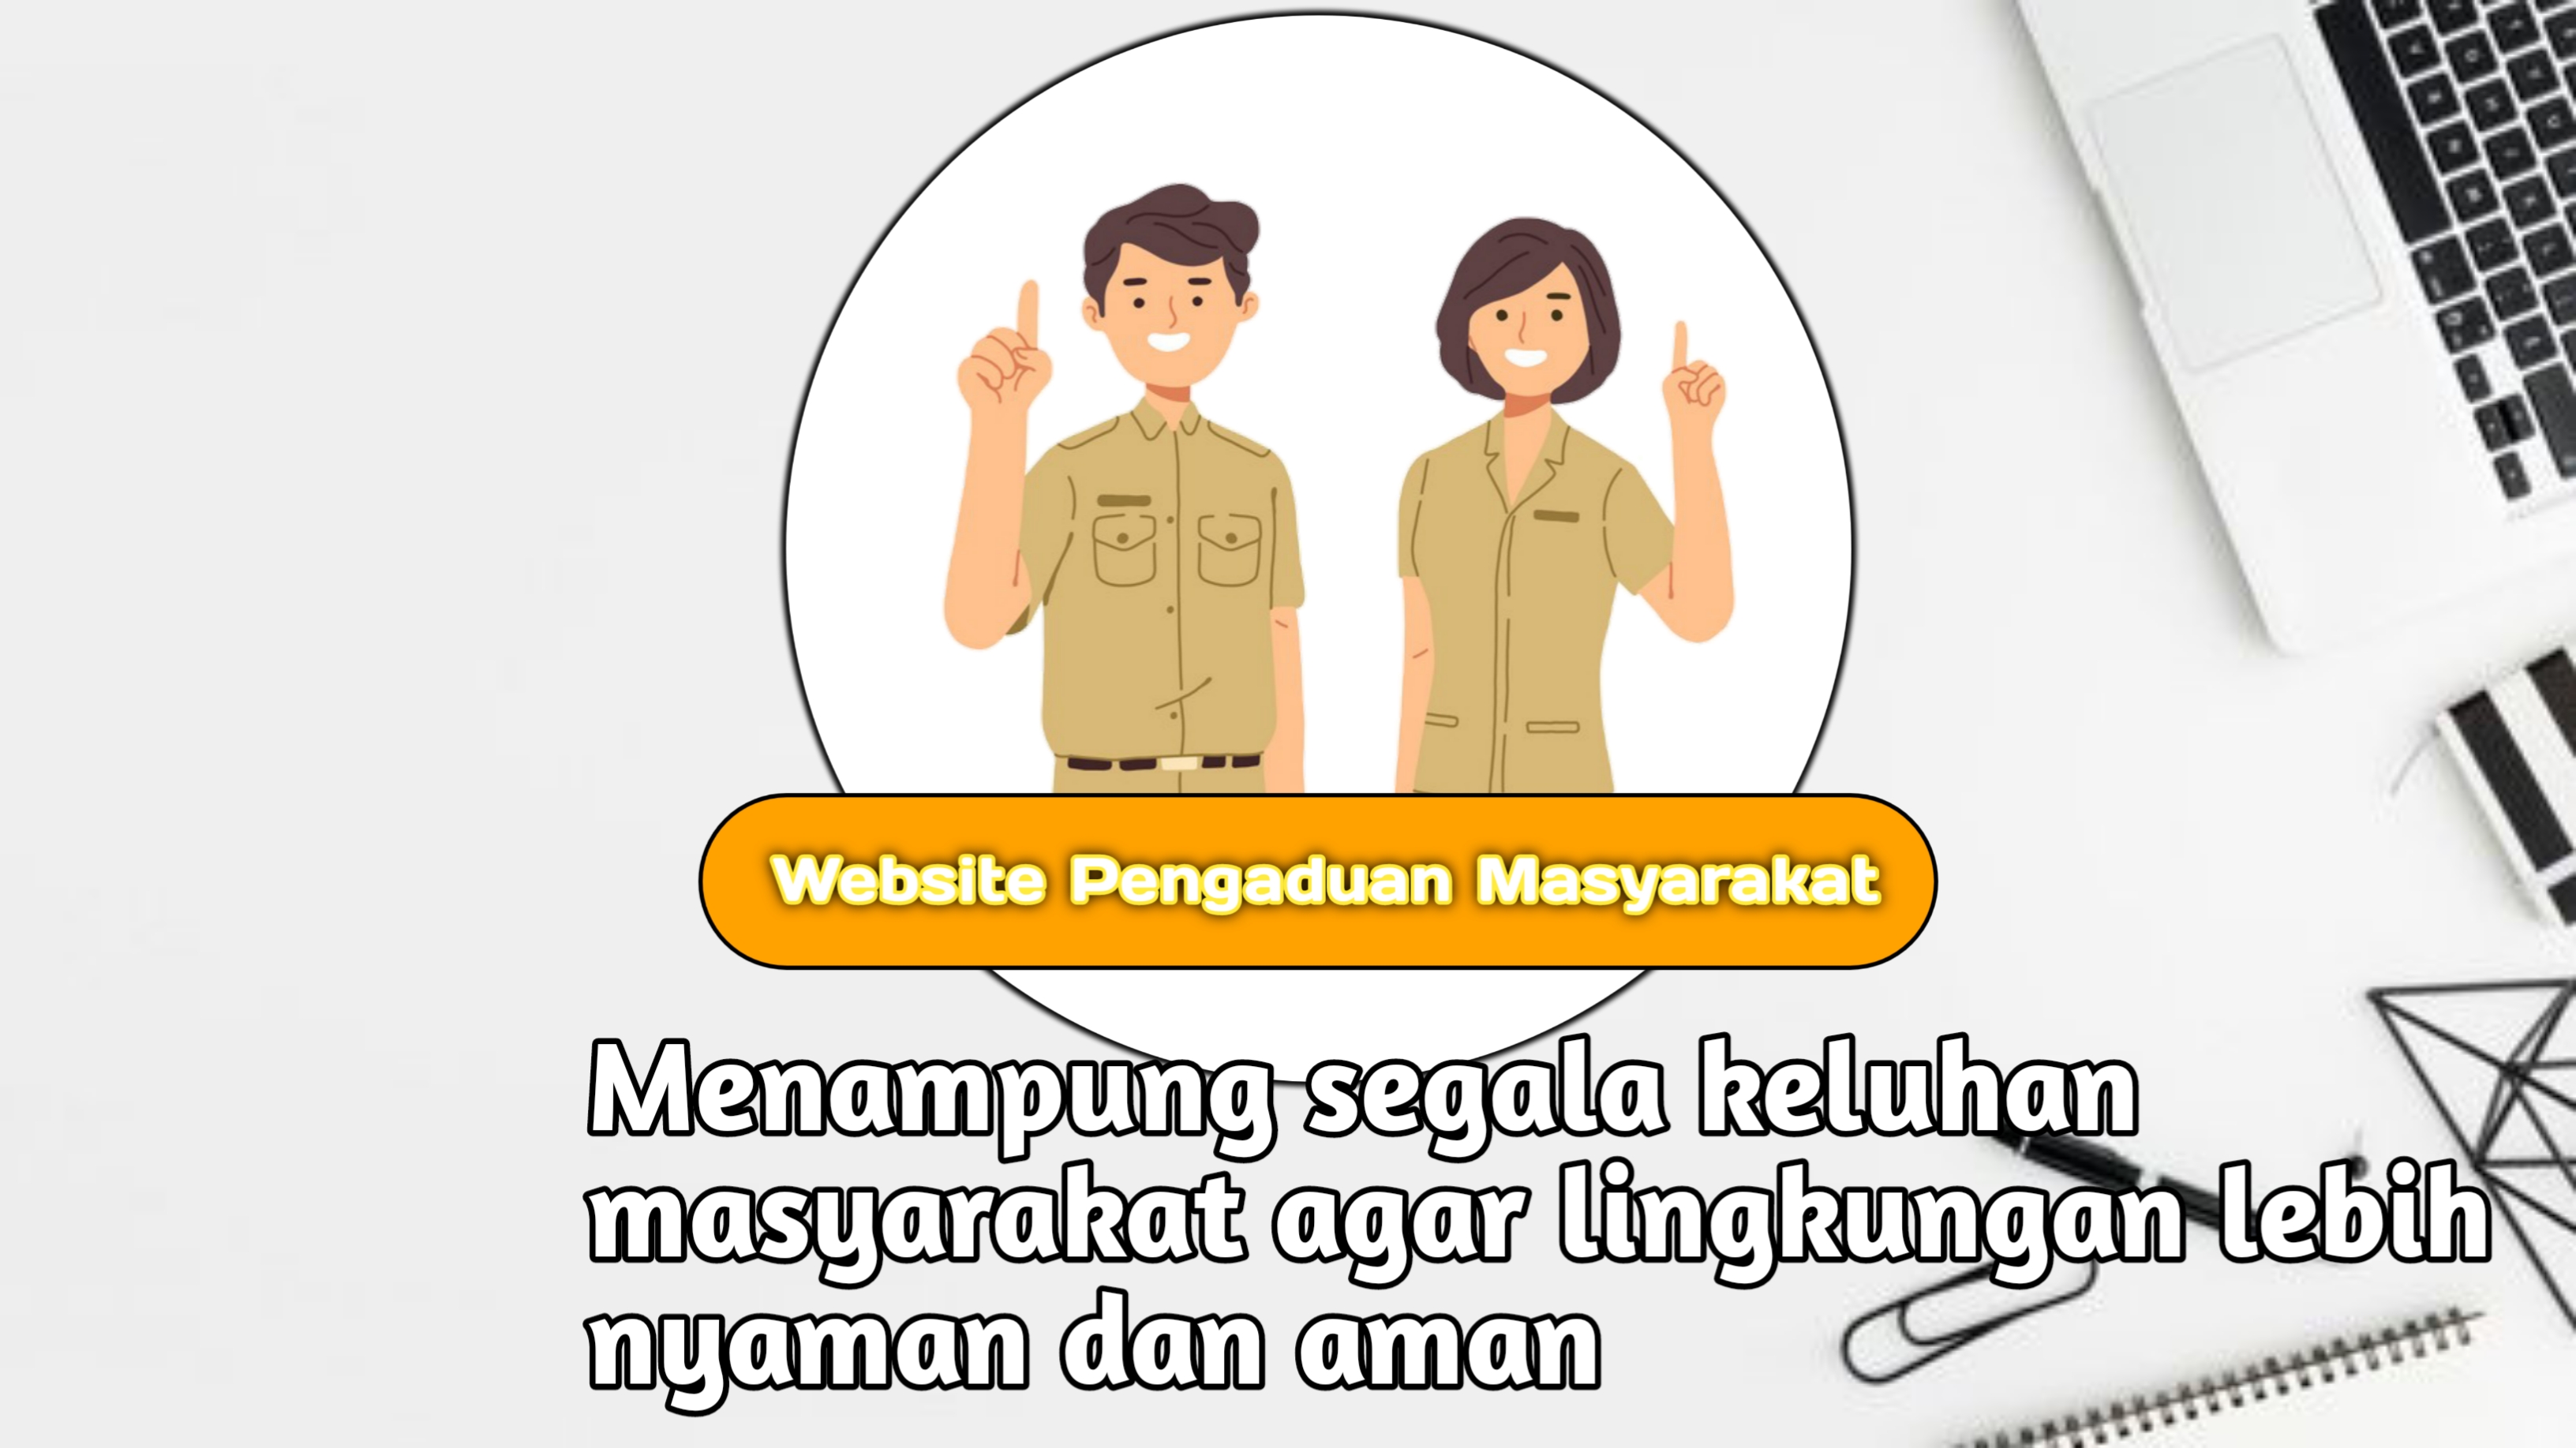 Website Pengaduan Masyarakat
Menampung segala keluhan
masyarakat agar lingkungan lebih
nyaman dan aman